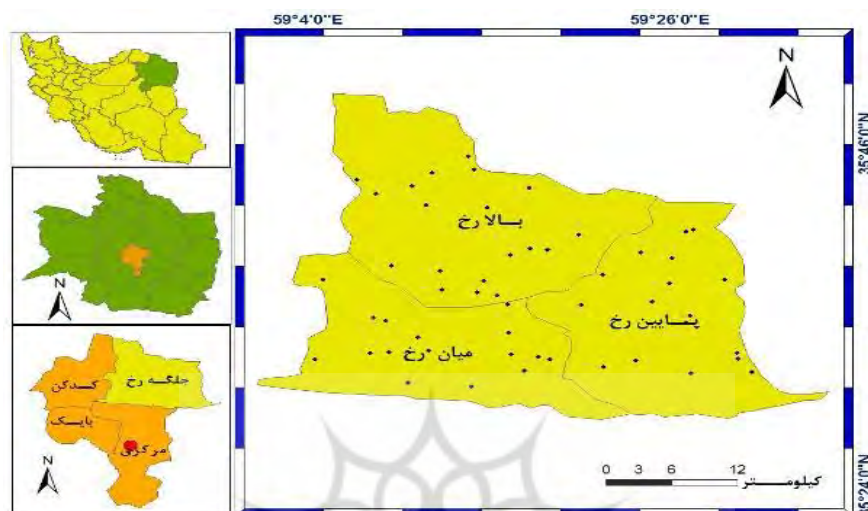 59°4'0"E
59°26'0"E
N
35°46'0"N
بالا رخ
پایین رخ
میان رخ
35°24'0"N
0 3 6 12
کیلومتر
N
N
کدکن
جلگه رخ
بایک
مرکزی